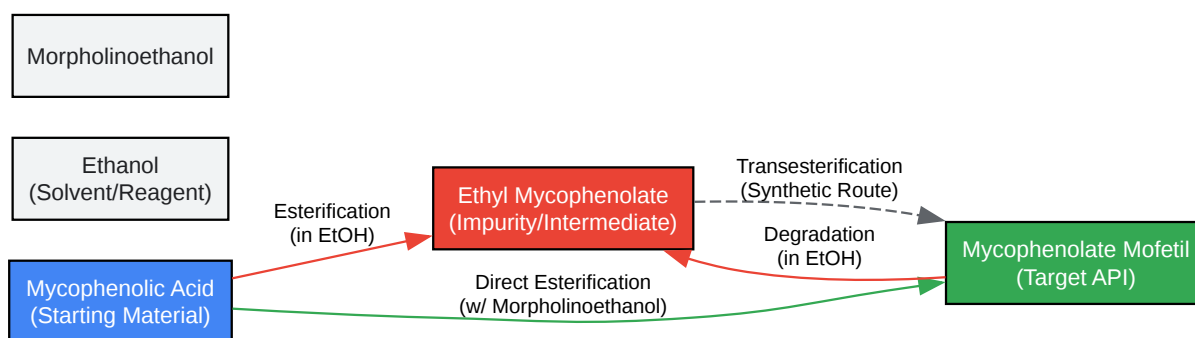 Morpholinoethanol
Ethanol
(Solvent/Reagent)
Mycophenolic Acid
(Starting Material)
Esterification
(in EtOH)
Ethyl Mycophenolate
(Impurity/Intermediate)
Transesterification
(Synthetic Route)
Degradation
(in EtOH)
Direct Esterification
(w/ Morpholinoethanol)
Mycophenolate Mofetil
(Target API)